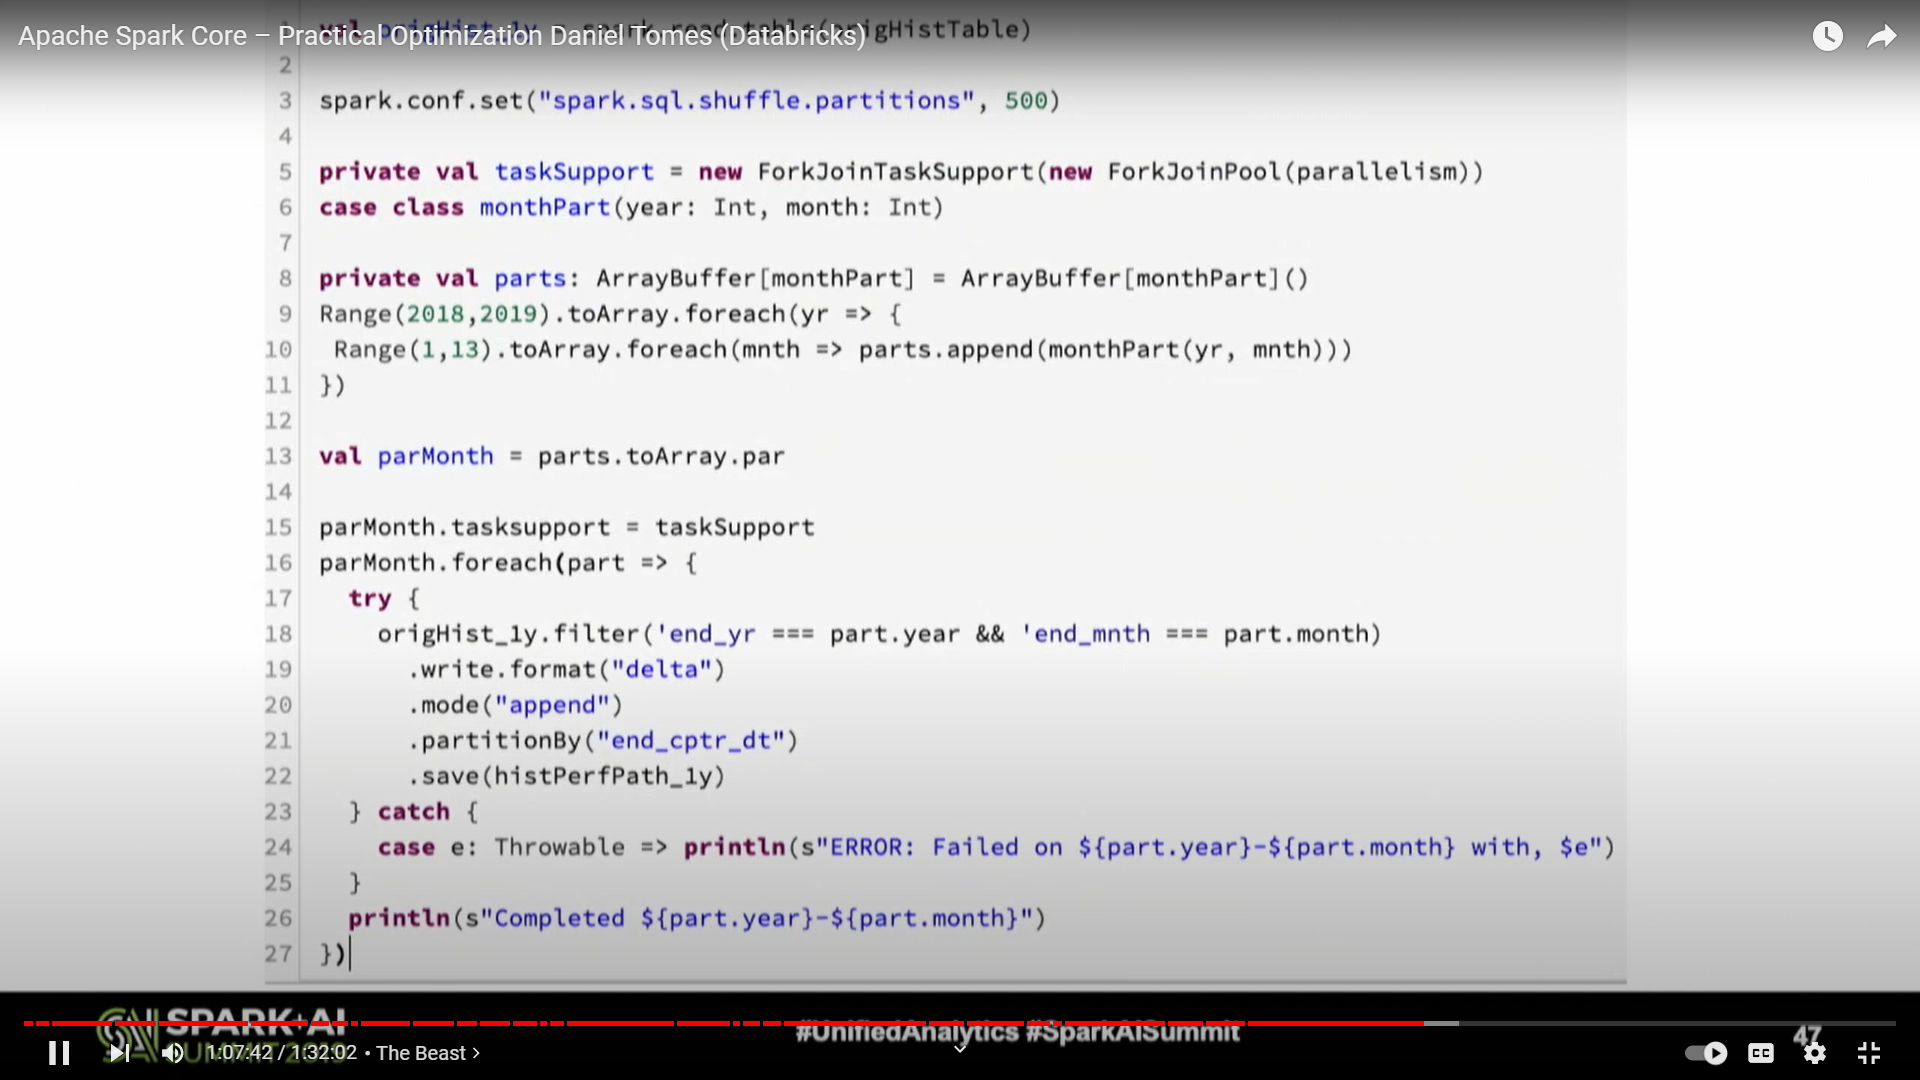 Apache Spark Core – Practical Optimization Daniel Tomes (Databricks)
1 val origHist_1y = spark.read.table(origHistTable)
2
3 spark.conf.set("spark.sql.shuffle.partitions", 500)
4
5 private val taskSupport = new ForkJoinTaskSupport(new ForkJoinPool(parallelism))
6 case class monthPart(year: Int, month: Int)
7
8 private val parts: ArrayBuffer[monthPart] = ArrayBuffer[monthPart]()
9 Range(2018,2019).toArray.foreach(yr => {
10 Range(1,13).toArray.foreach(mnth => parts.append(monthPart(yr, mnth)))
11 })
12
13 val parMonth = parts.toArray.par
14
15 parMonth.tasksupport = taskSupport
16 parMonth.foreach(part => {
17 try {
18 origHist_1y.filter('end_yr === part.year && 'end_mnth === part.month)
19 .write.format("delta")
20 .mode("append")
21 .partitionBy("end_cptr_dt")
22 .save(histPerfPath_1y)
23 } catch {
24 case e: Throwable => println(s"ERROR: Failed on ${part.year}-${part.month} with, $e")
25 }
26 println(s"Completed ${part.year}-${part.month}")
27 })
SPARK+AI
SUMMIT 2019
#UnifiedAnalytics #SparkAISummit
47
1:07:42 / 1:32:02 • The Beast >
CC